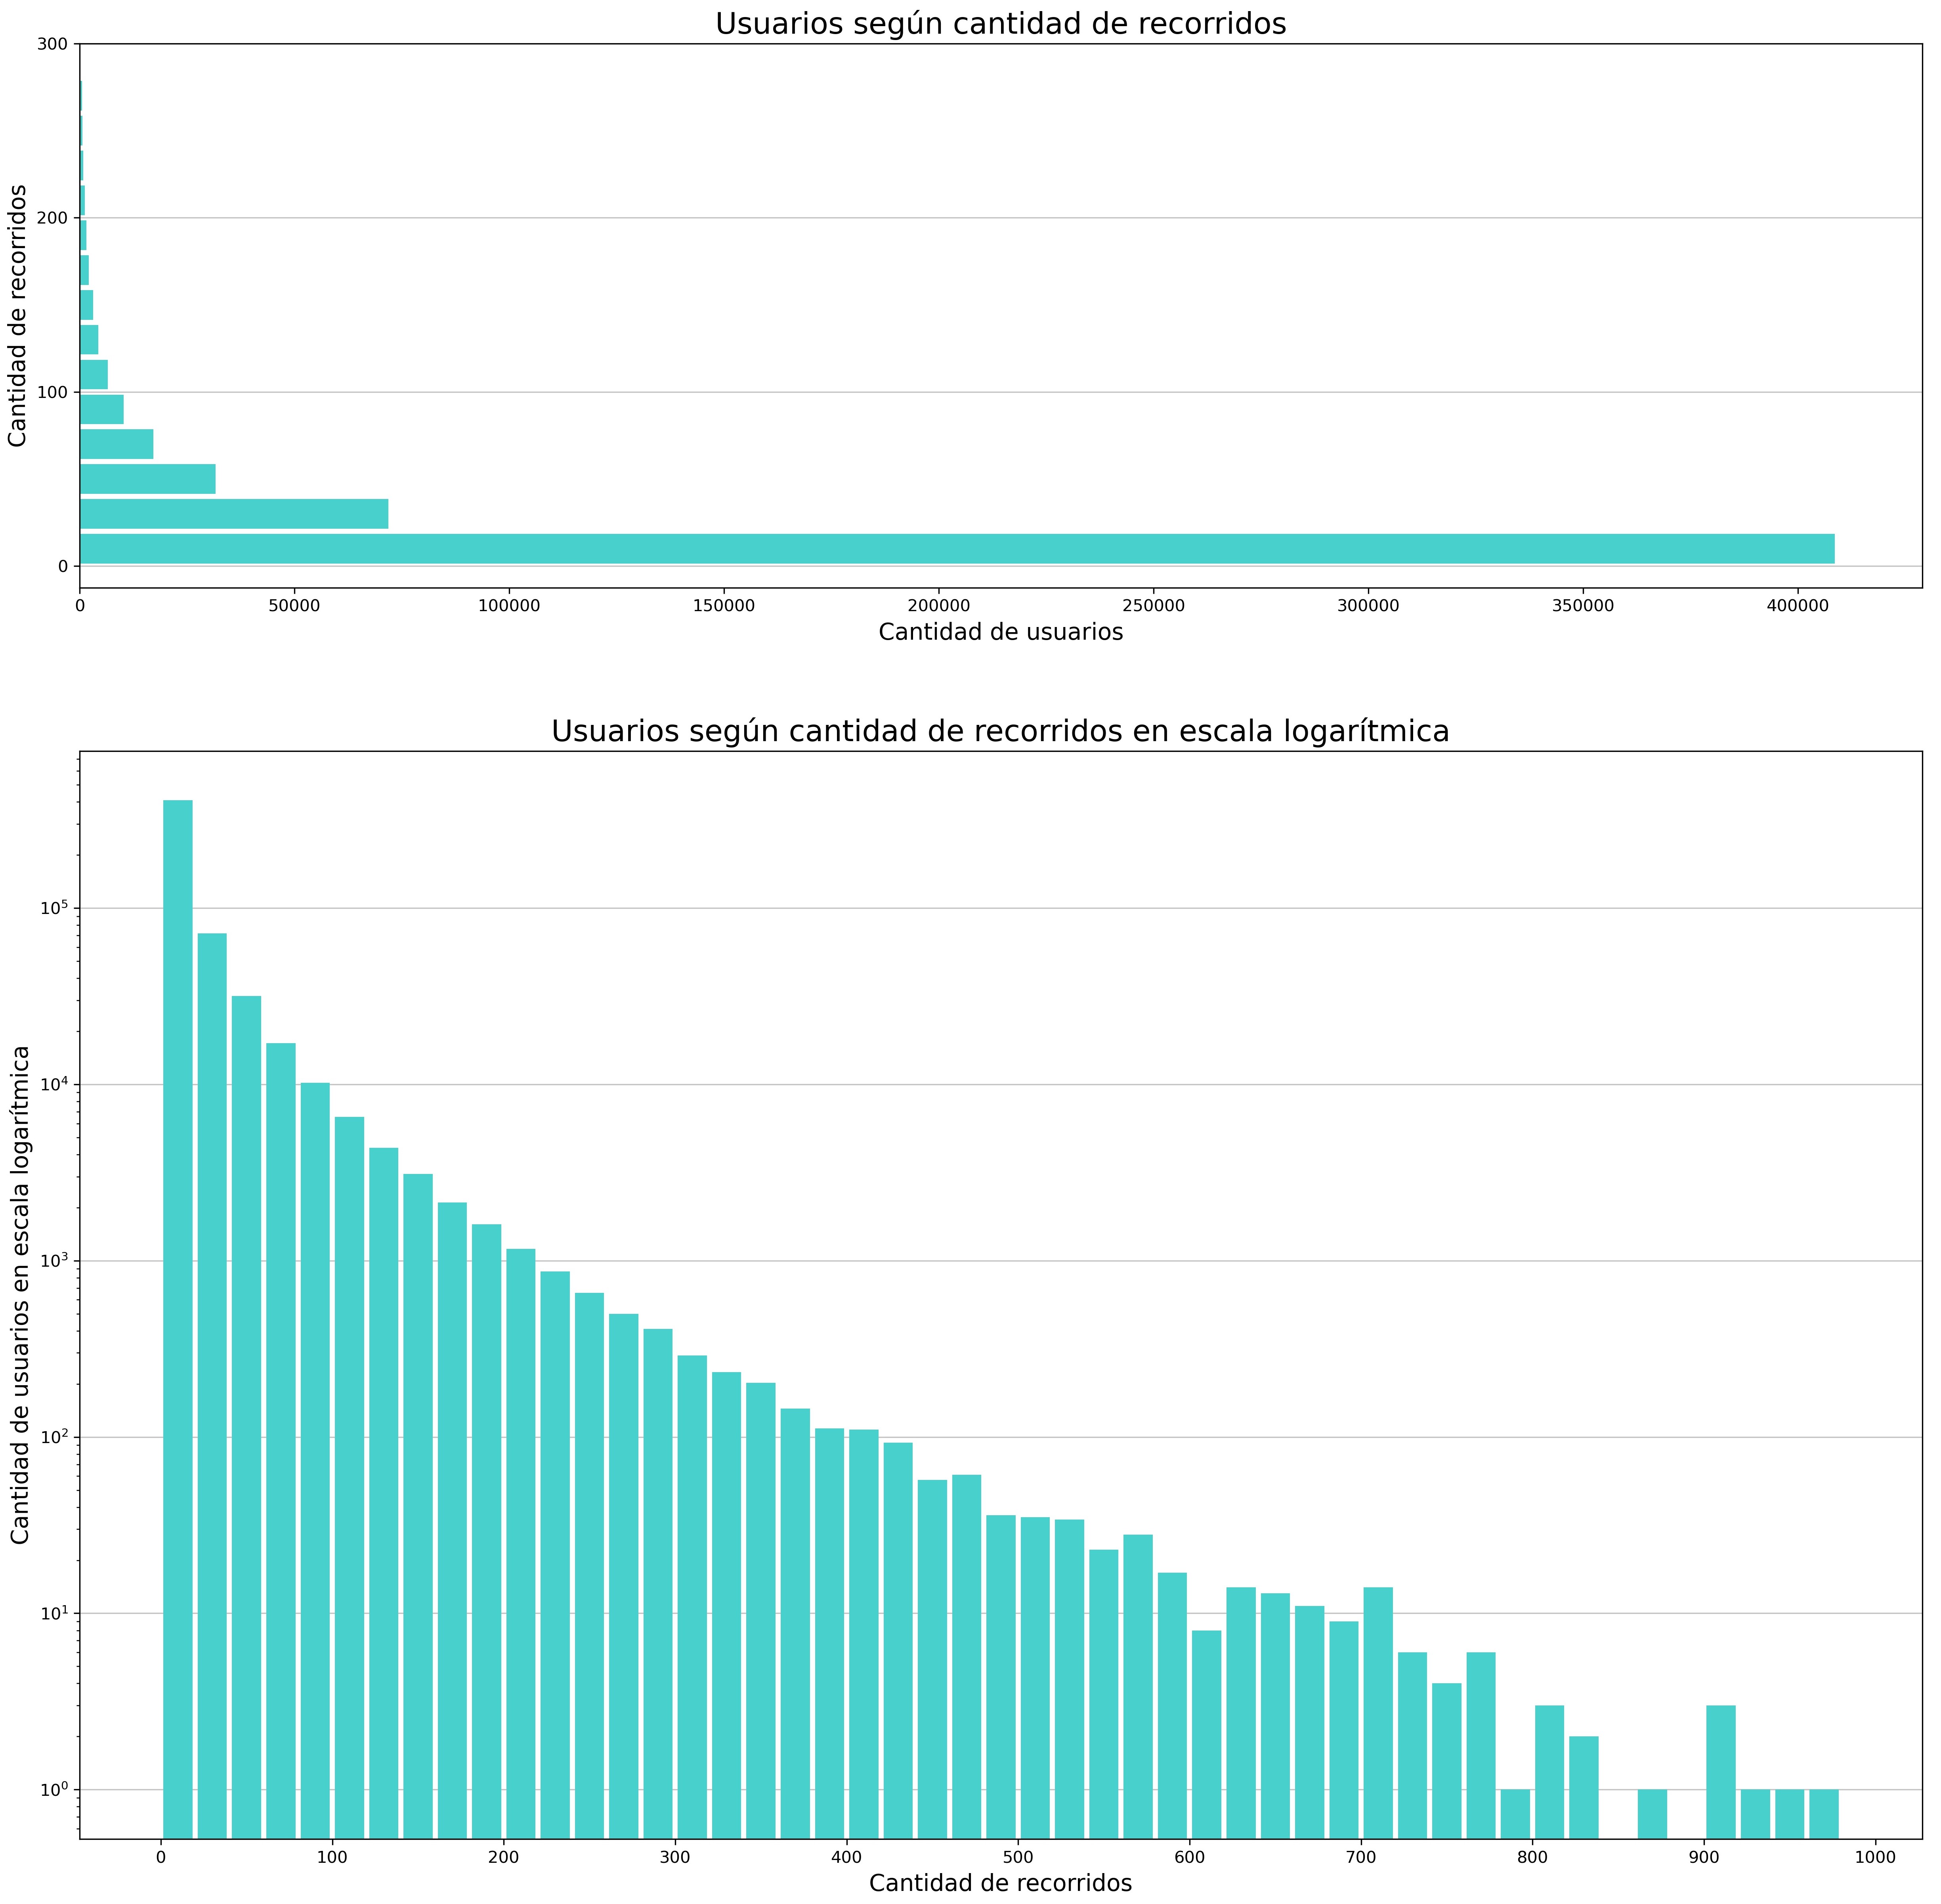 Usuarios según cantidad de recorridos
300
200
100
0
Cantidad de recorridos
0 50000 100000 150000 200000 250000 300000 350000 400000
Cantidad de usuarios
Usuarios según cantidad de recorridos en escala logarítmica
10⁵
10⁴
10³
10²
10¹
10⁰
Cantidad de usuarios en escala logarítmica
0 100 200 300 400 500 600 700 800 900 1000
Cantidad de recorridos